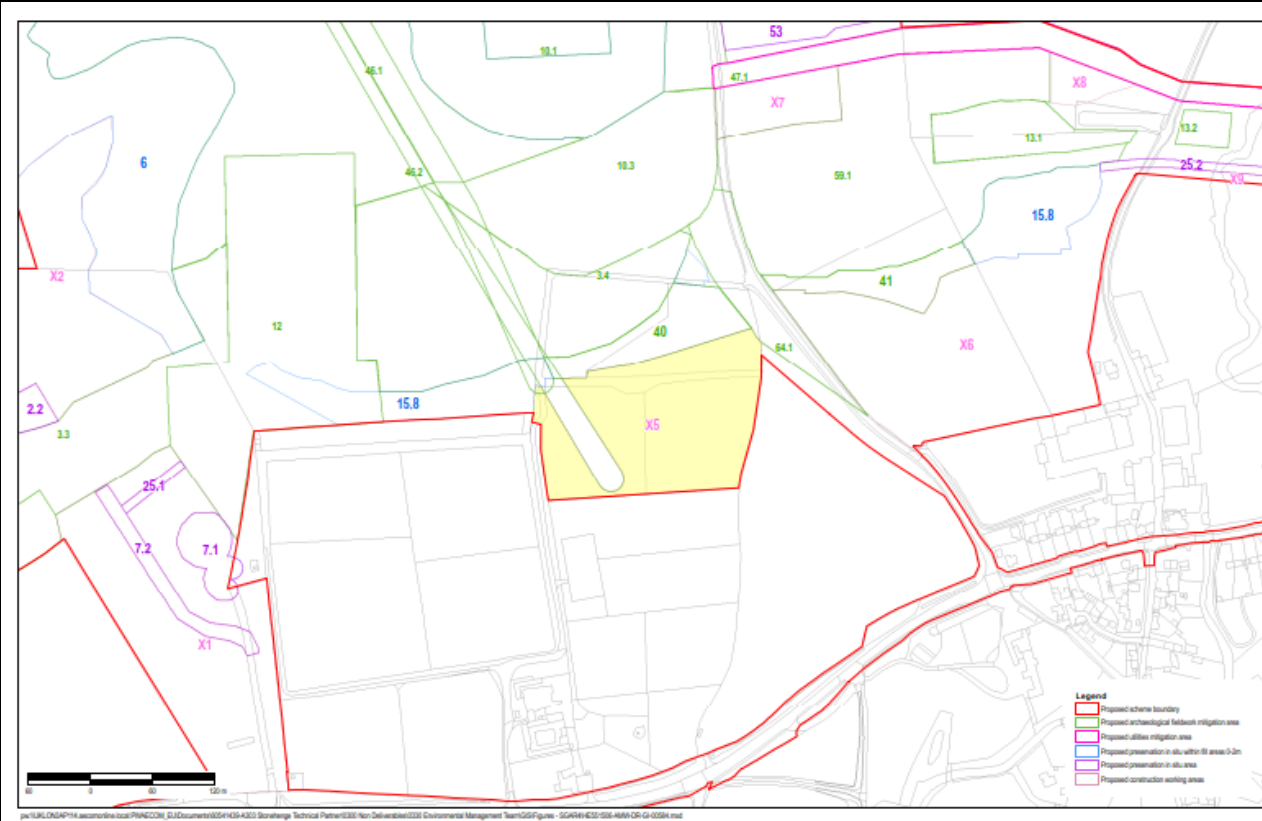 53
10.1
46.1
47.1
X8
X7
13.2
6
13.1
46.2
10.3
59.1
25.2
X9
15.8
X2
3.4
41
12
40
X6
64.1
15.8
2.2
X5
3.3
25.1
7.2
7.1
X1
Legend
Proposed scheme boundary
Proposed archaeological fieldwork mitigation area
Proposed utilities mitigation area
Proposed preservation in situ within fill areas 0-2m
Proposed preservation in situ area
Proposed construction working areas
60 0 60 120 m